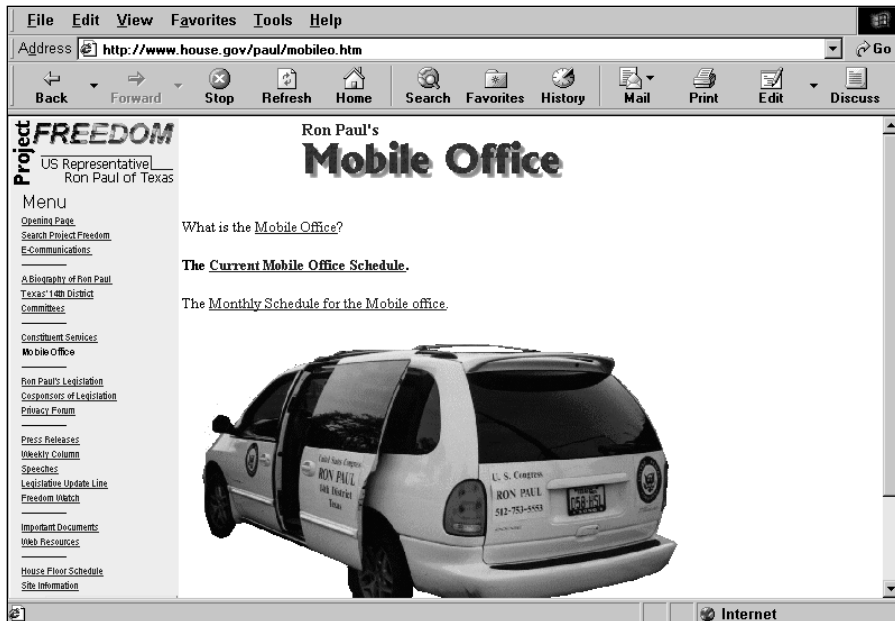 File Edit View Favorites Tools Help
Address http://www.house.gov/paul/mobileo.htm Go
Back Forward Stop Refresh Home Search Favorites History Mail Print Edit Discuss
Project FREEDOM
US Representative
Ron Paul of Texas
Menu
Opening Page
Search Project Freedom
E-Communications
A Biography of Ron Paul
Texas' 14th District
Committees
Constituent Services
Mobile Office
Ron Paul's Legislation
Cosponsors of Legislation
Privacy Forum
Press Releases
Weekly Column
Speeches
Legislative Update Line
Freedom Watch
Important Documents
Web Resources
House Floor Schedule
Site Information
Ron Paul's
Mobile Office
What is the Mobile Office?
The Current Mobile Office Schedule.
The Monthly Schedule for the Mobile office.
United States Congress
RON PAUL
14th District
Texas
U. S. Congress
RON PAUL
512-753-5553
Internet